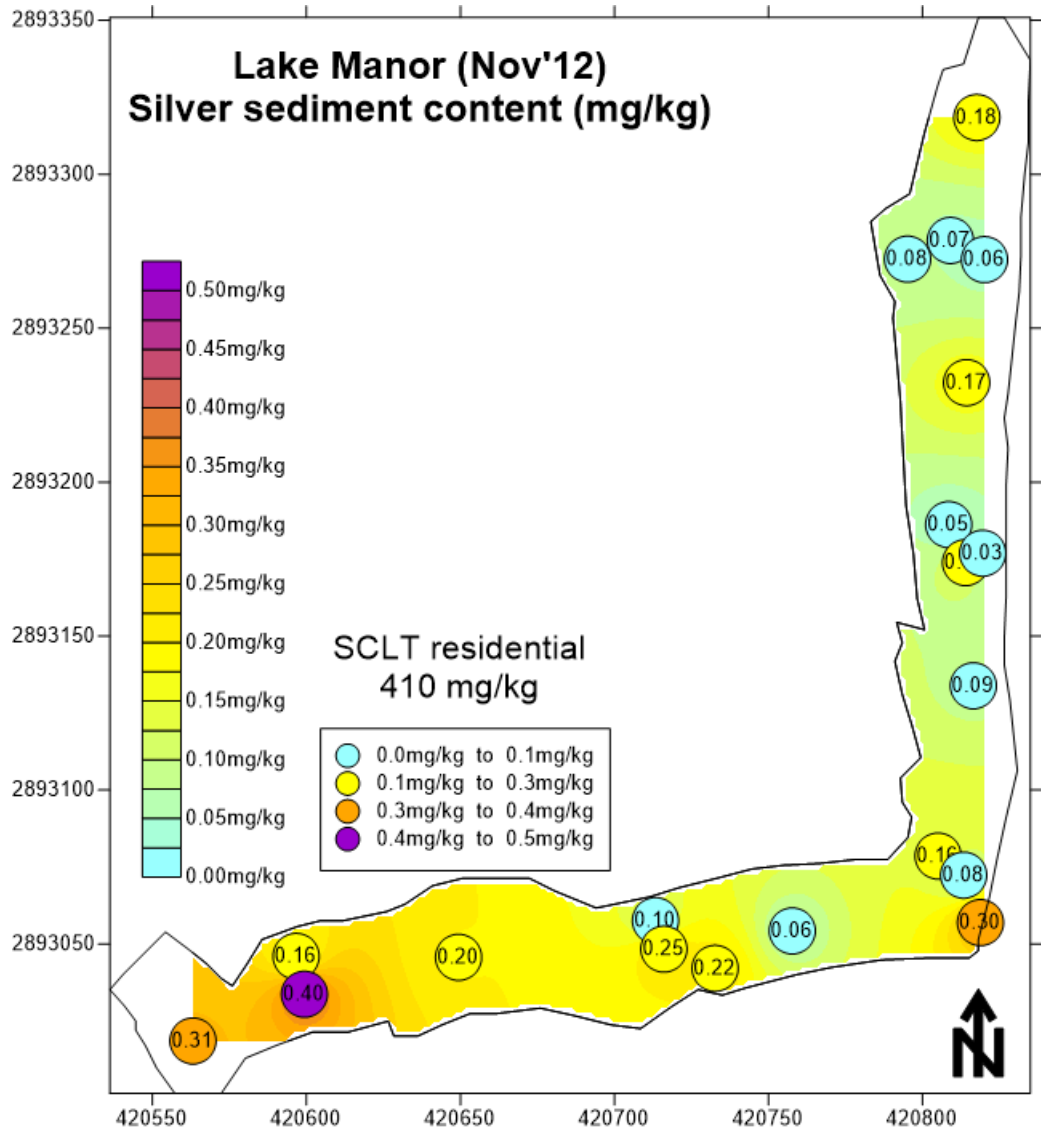 Lake Manor (Nov'12)
Silver sediment content (mg/kg)
2893350
2893300
2893250
2893200
2893150
2893100
2893050
0.50mg/kg
0.45mg/kg
0.40mg/kg
0.35mg/kg
0.30mg/kg
0.25mg/kg
0.20mg/kg
0.15mg/kg
0.10mg/kg
0.05mg/kg
0.00mg/kg
SCLT residential
410 mg/kg
0.0mg/kg to 0.1mg/kg
0.1mg/kg to 0.3mg/kg
0.3mg/kg to 0.4mg/kg
0.4mg/kg to 0.5mg/kg
0.18
0.07
0.08
0.06
0.17
0.05
0.03
0.09
0.16
0.08
0.30
0.10
0.06
0.25
0.22
0.20
0.16
0.40
0.31
N
420550
420600
420650
420700
420750
420800